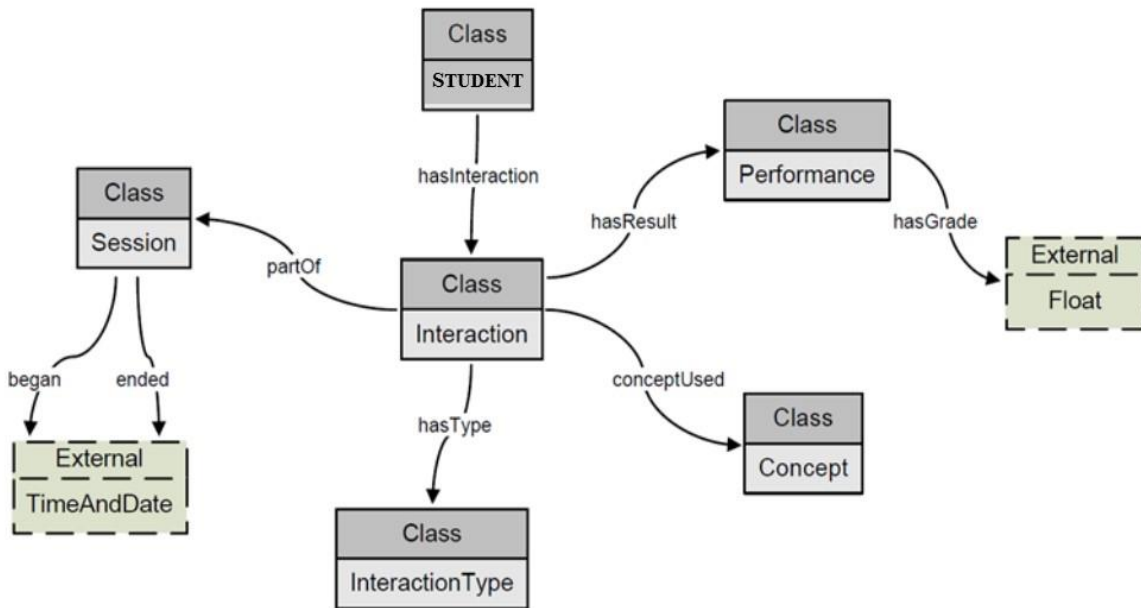 Class
STUDENT
Class
Performance
hasInteraction
Class
Session
hasResult
hasGrade
partOf
External
Float
Class
Interaction
began
ended
conceptUsed
hasType
Class
Concept
External
TimeAndDate
Class
InteractionType